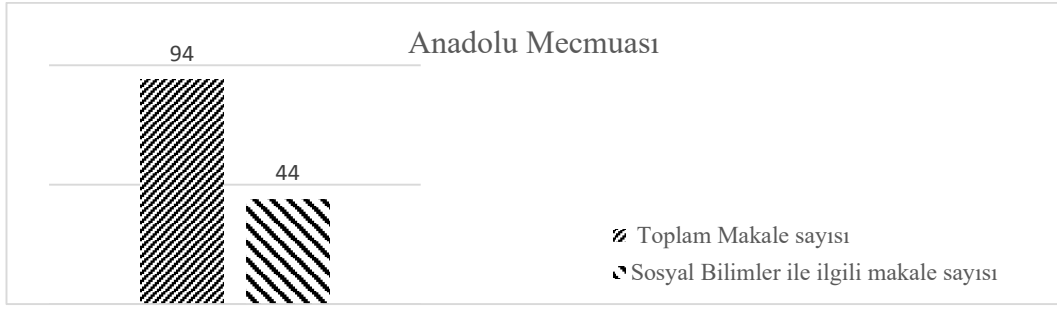 Anadolu Mecmuası
94
44
Toplam Makale sayısı
Sosyal Bilimler ile ilgili makale sayısı